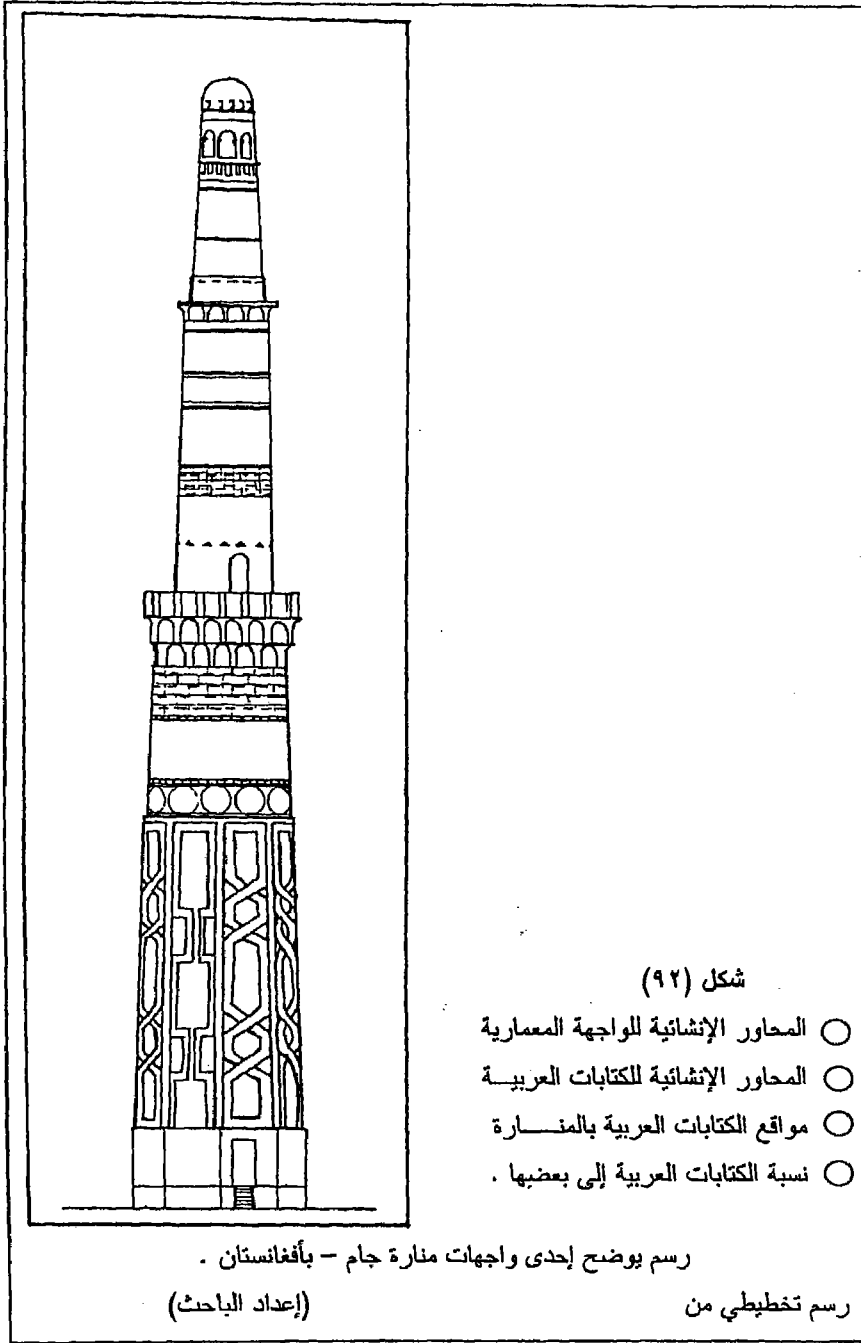 شكل (٩٢)
المحاور الإنشائية للواجهة المعمارية
المحاور الإنشائية للكتابات العربيــة
مواقع الكتابات العربية بالمنـــــارة
نسبة الكتابات العربية إلى بعضها .
رسم يوضح إحدى واجهات منارة جام – بأفغانستان .
رسم تخطيطي من (إعداد الباحث)